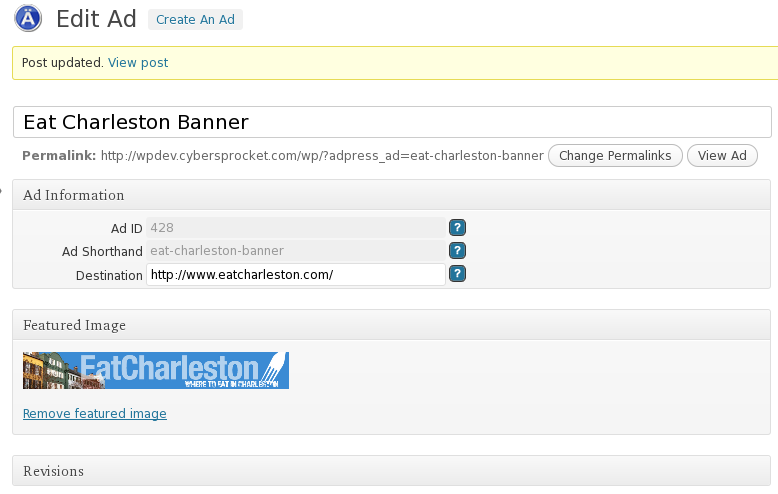 Ä
Edit Ad Create An Ad
Post updated. View post
Eat Charleston Banner
Permalink: http://wpdev.cybersprocket.com/wp/?adpress_ad=eat-charleston-banner Change Permalinks View Ad
Ad Information
Ad ID 428 ?
Ad Shorthand eat-charleston-banner ?
Destination http://www.eatcharleston.com/ ?
Featured Image
EatCharleston
WHERE TO EAT IN CHARLESTON
Remove featured image
Revisions